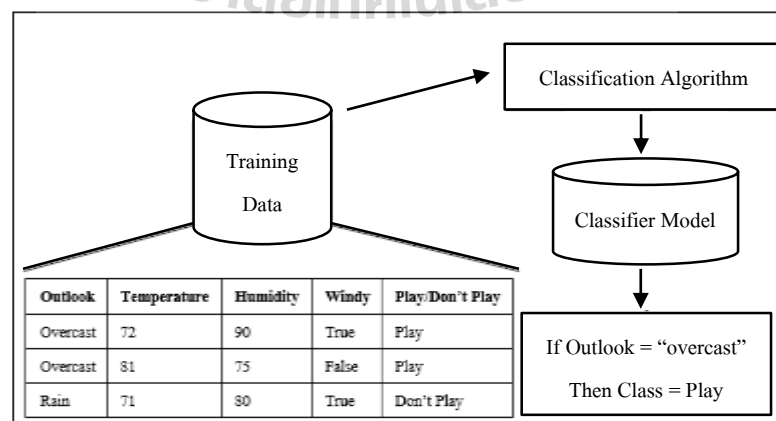 Classification Algorithm
Training
Data
Classifier Model
Outlook Temperature Humidity Windy Play/Don't Play
Overcast 72 90 True Play
Overcast 81 75 False Play
Rain 71 80 True Don't Play
If Outlook = “overcast”
Then Class = Play